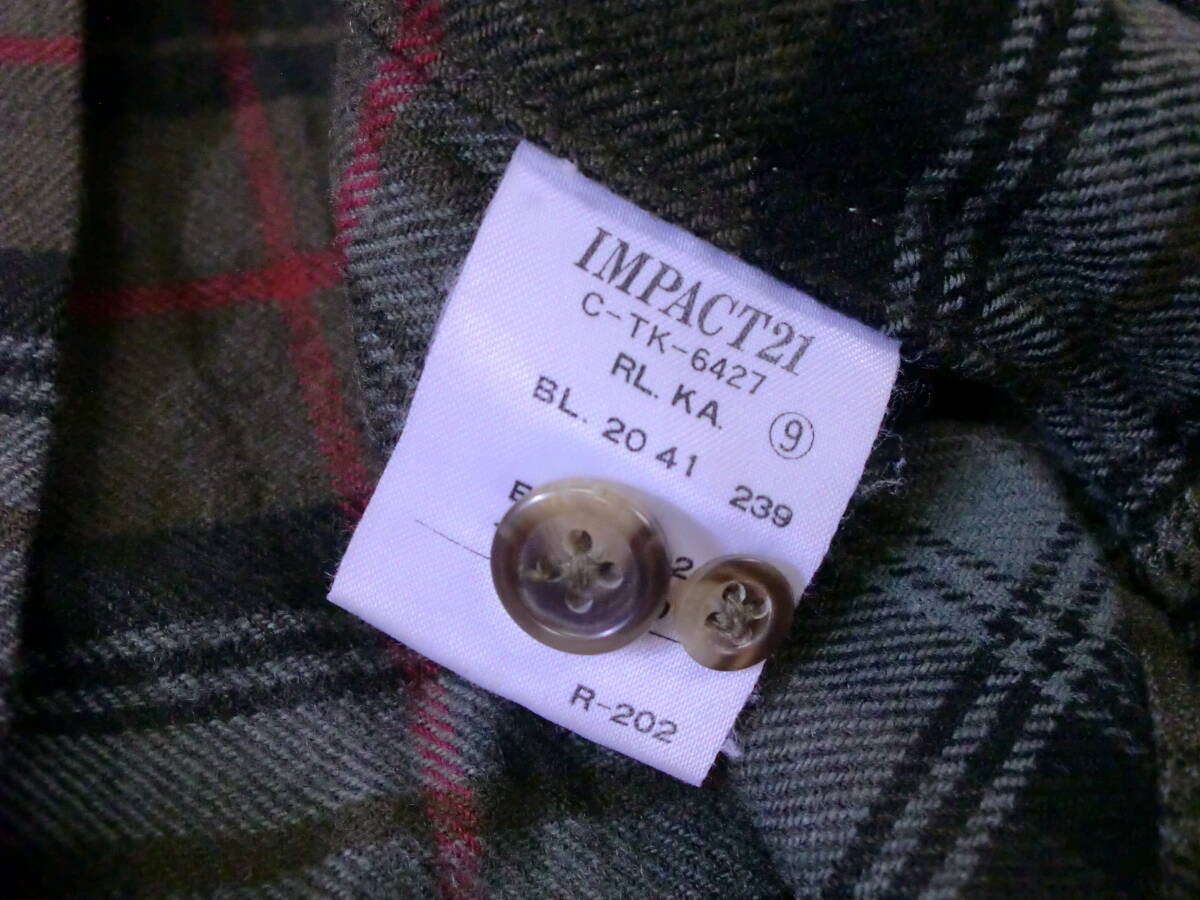 IMPACT21
C-TK-6427
RL. KA. ⑨
BL. 20 41 239
R-202